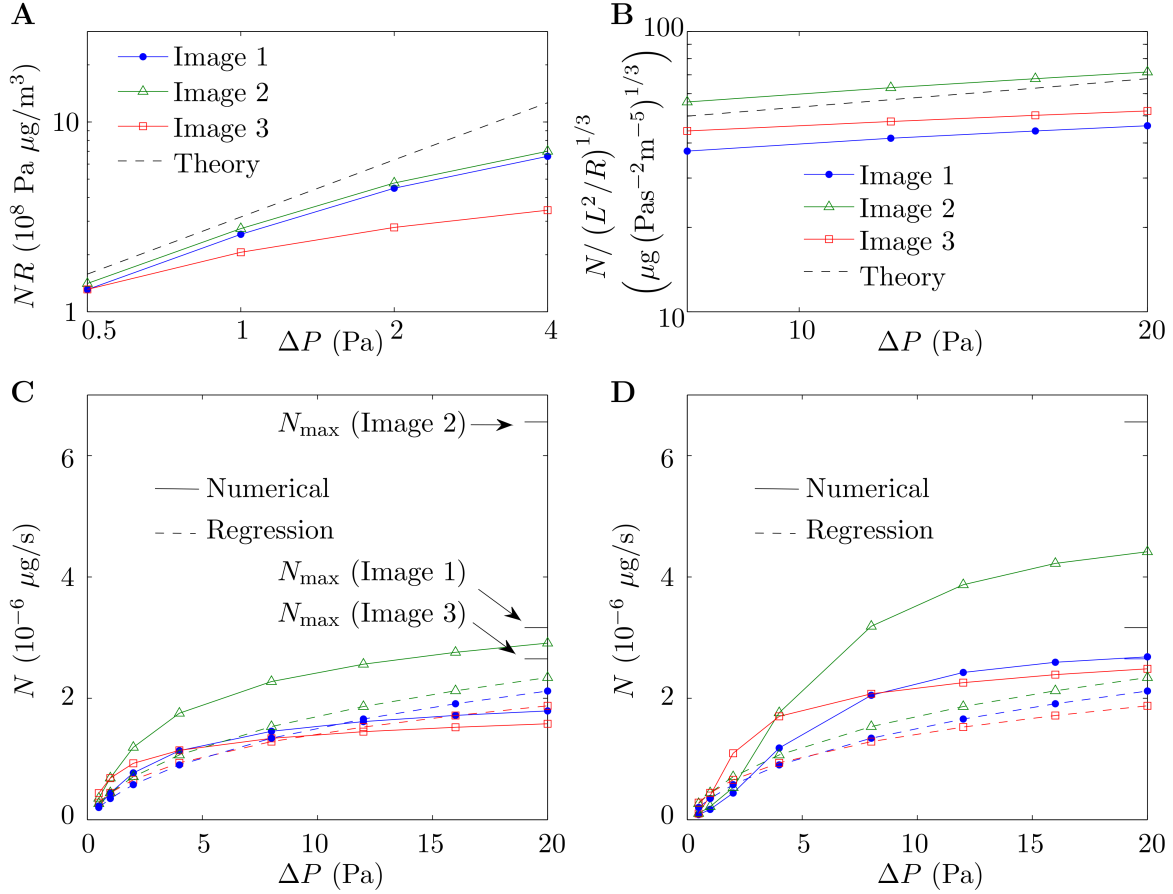 A
NR (10⁸ Pa μg/m³)
10
1
Image 1
Image 2
Image 3
Theory
0.5
1
2
4
ΔP (Pa)
B
N/(L²/R)^{1/3}
(μg (Pas⁻²m⁻⁵)^{1/3})
100
10
Image 1
Image 2
Image 3
Theory
10
20
ΔP (Pa)
C
N (10⁻⁶ μg/s)
6
4
2
0
N_max (Image 2)
Numerical
Regression
N_max (Image 1)
N_max (Image 3)
0
5
10
15
20
ΔP (Pa)
D
N (10⁻⁶ μg/s)
6
4
2
0
Numerical
Regression
0
5
10
15
20
ΔP (Pa)